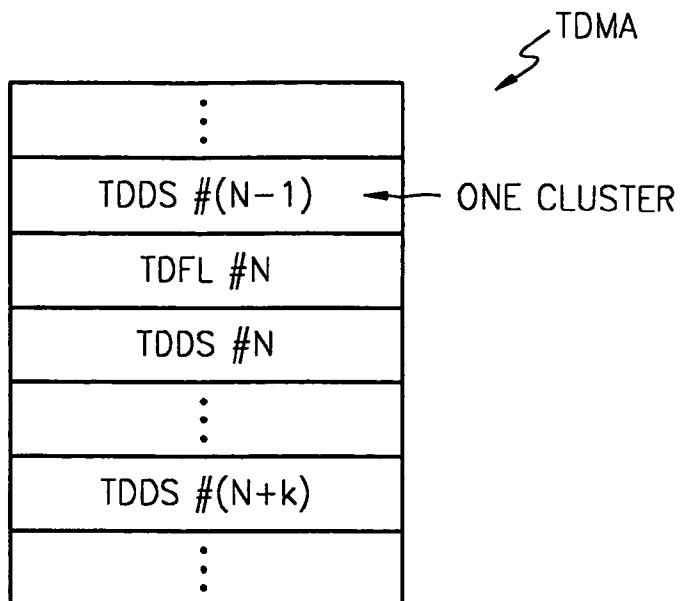 TDMA
TDDS #(N-1)
ONE CLUSTER
TDFL #N
TDDS #N
TDDS #(N+k)